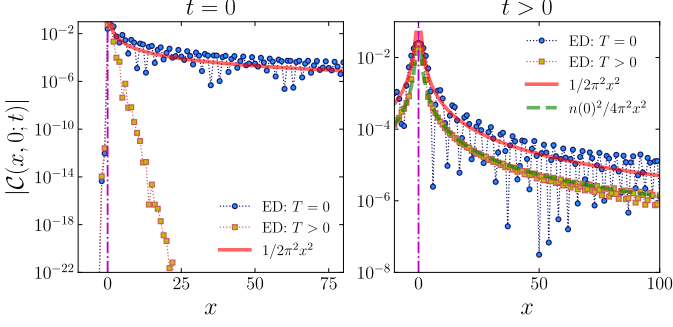 t = 0
|𝒞(x, 0; t)|
10⁻²
10⁻⁶
10⁻¹⁰
10⁻¹⁴
10⁻¹⁸
10⁻²²
ED: T = 0
ED: T > 0
1/2π²x²
0 25 50 75
x
t > 0
10⁻²
10⁻⁴
10⁻⁶
10⁻⁸
ED: T = 0
ED: T > 0
1/2π²x²
n(0)²/4π²x²
0 50 100
x